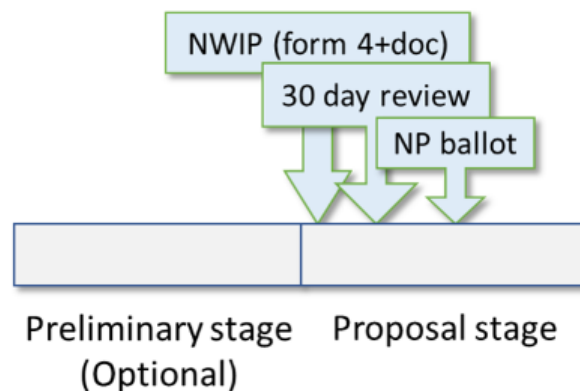 NWIP (form 4+doc)
30 day review
NP ballot
Preliminary stage
(Optional)
Proposal stage